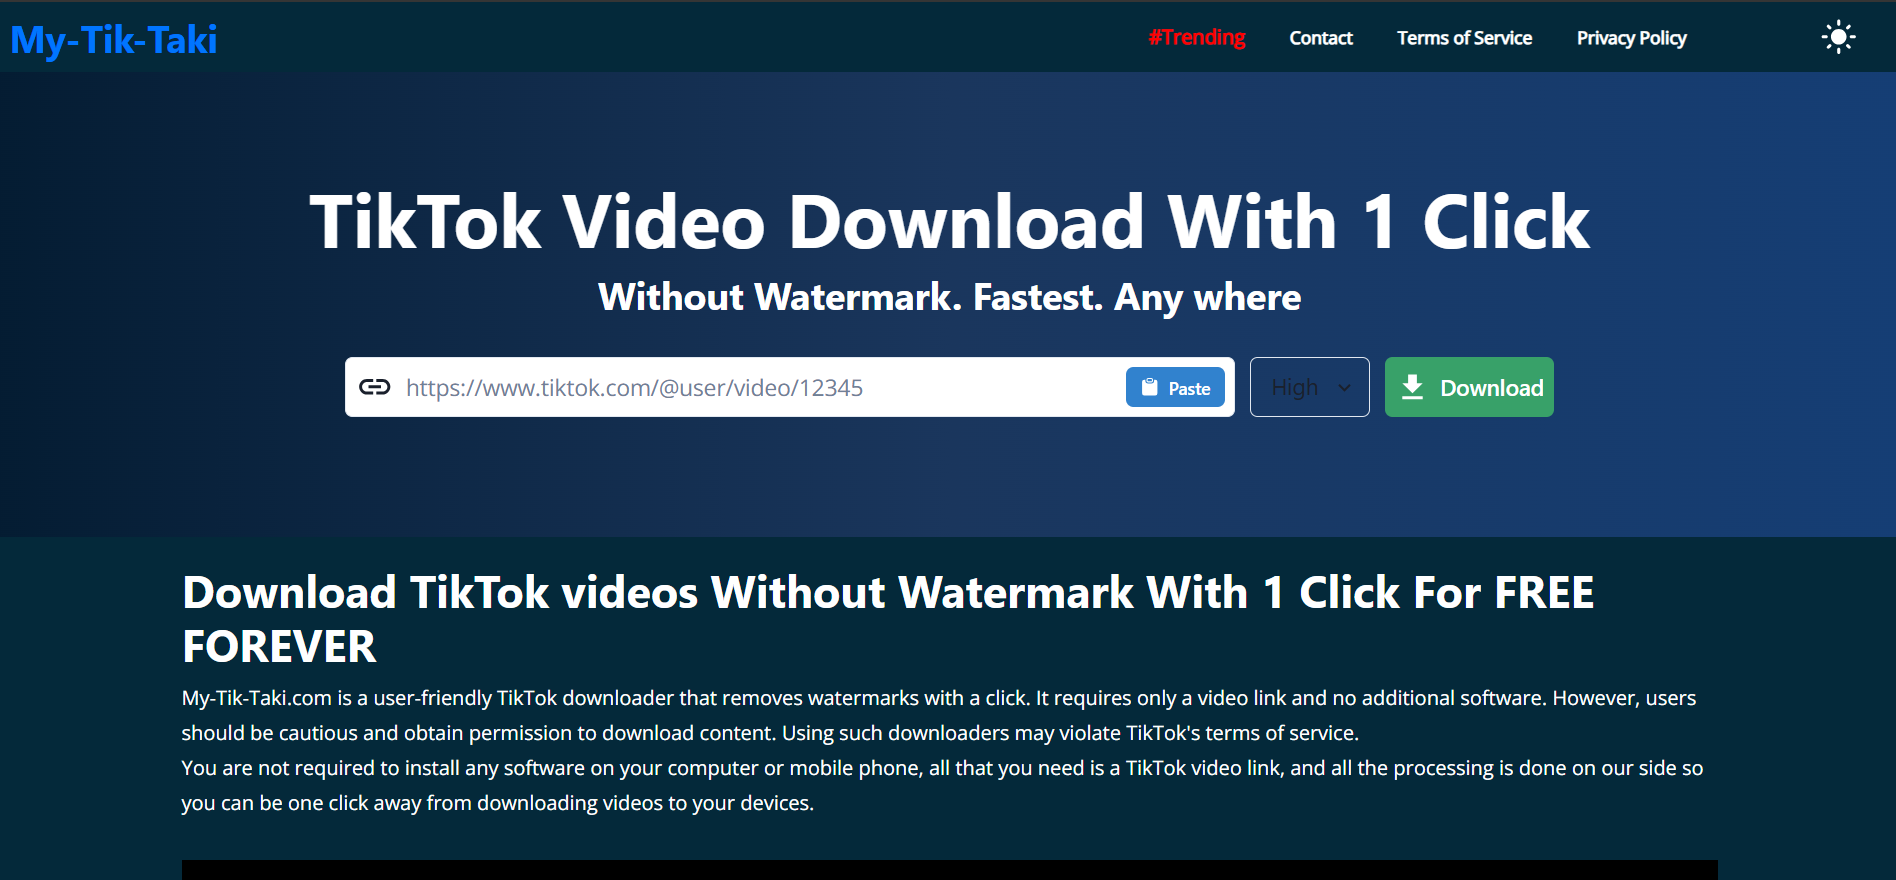 My-Tik-Taki
#Trending
Contact
Terms of Service
Privacy Policy
TikTok Video Download With 1 Click
Without Watermark. Fastest. Any where
https://www.tiktok.com/@user/video/12345
Paste
High
Download
Download TikTok videos Without Watermark With 1 Click For FREE
FOREVER
My-Tik-Taki.com is a user-friendly TikTok downloader that removes watermarks with a click. It requires only a video link and no additional software. However, users
should be cautious and obtain permission to download content. Using such downloaders may violate TikTok's terms of service.
You are not required to install any software on your computer or mobile phone, all that you need is a TikTok video link, and all the processing is done on our side so
you can be one click away from downloading videos to your devices.